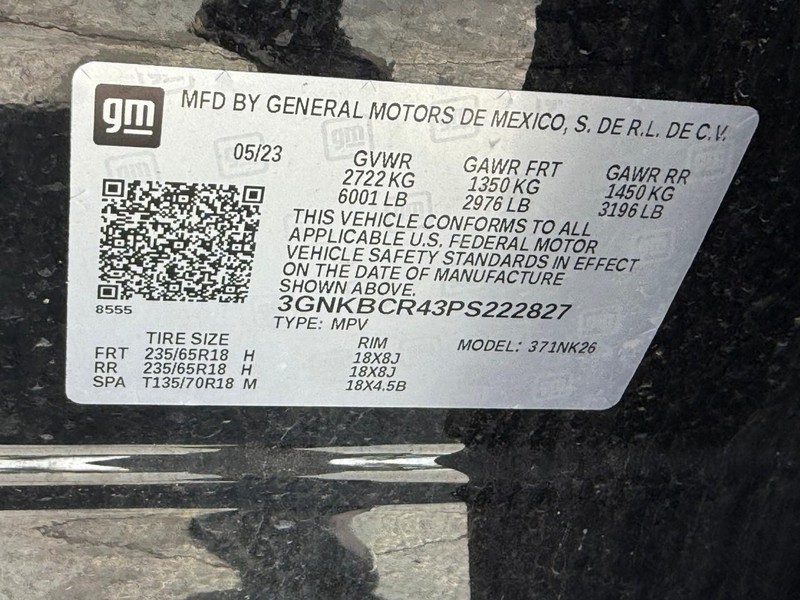 gm MFD BY GENERAL MOTORS DE MEXICO, S. DE R.L. DE C.V.
05/23 GVWR GAWR FRT GAWR RR
2722 KG 1350 KG 1450 KG
6001 LB 2976 LB 3196 LB
THIS VEHICLE CONFORMS TO ALL
APPLICABLE U.S. FEDERAL MOTOR
VEHICLE SAFETY STANDARDS IN EFFECT
ON THE DATE OF MANUFACTURE
SHOWN ABOVE.
8555
3GNKBCR43PS222827
TYPE: MPV
TIRE SIZE RIM MODEL: 371NK26
FRT 235/65R18 H 18X8J
RR 235/65R18 H 18X8J
SPA T135/70R18 M 18X4.5B